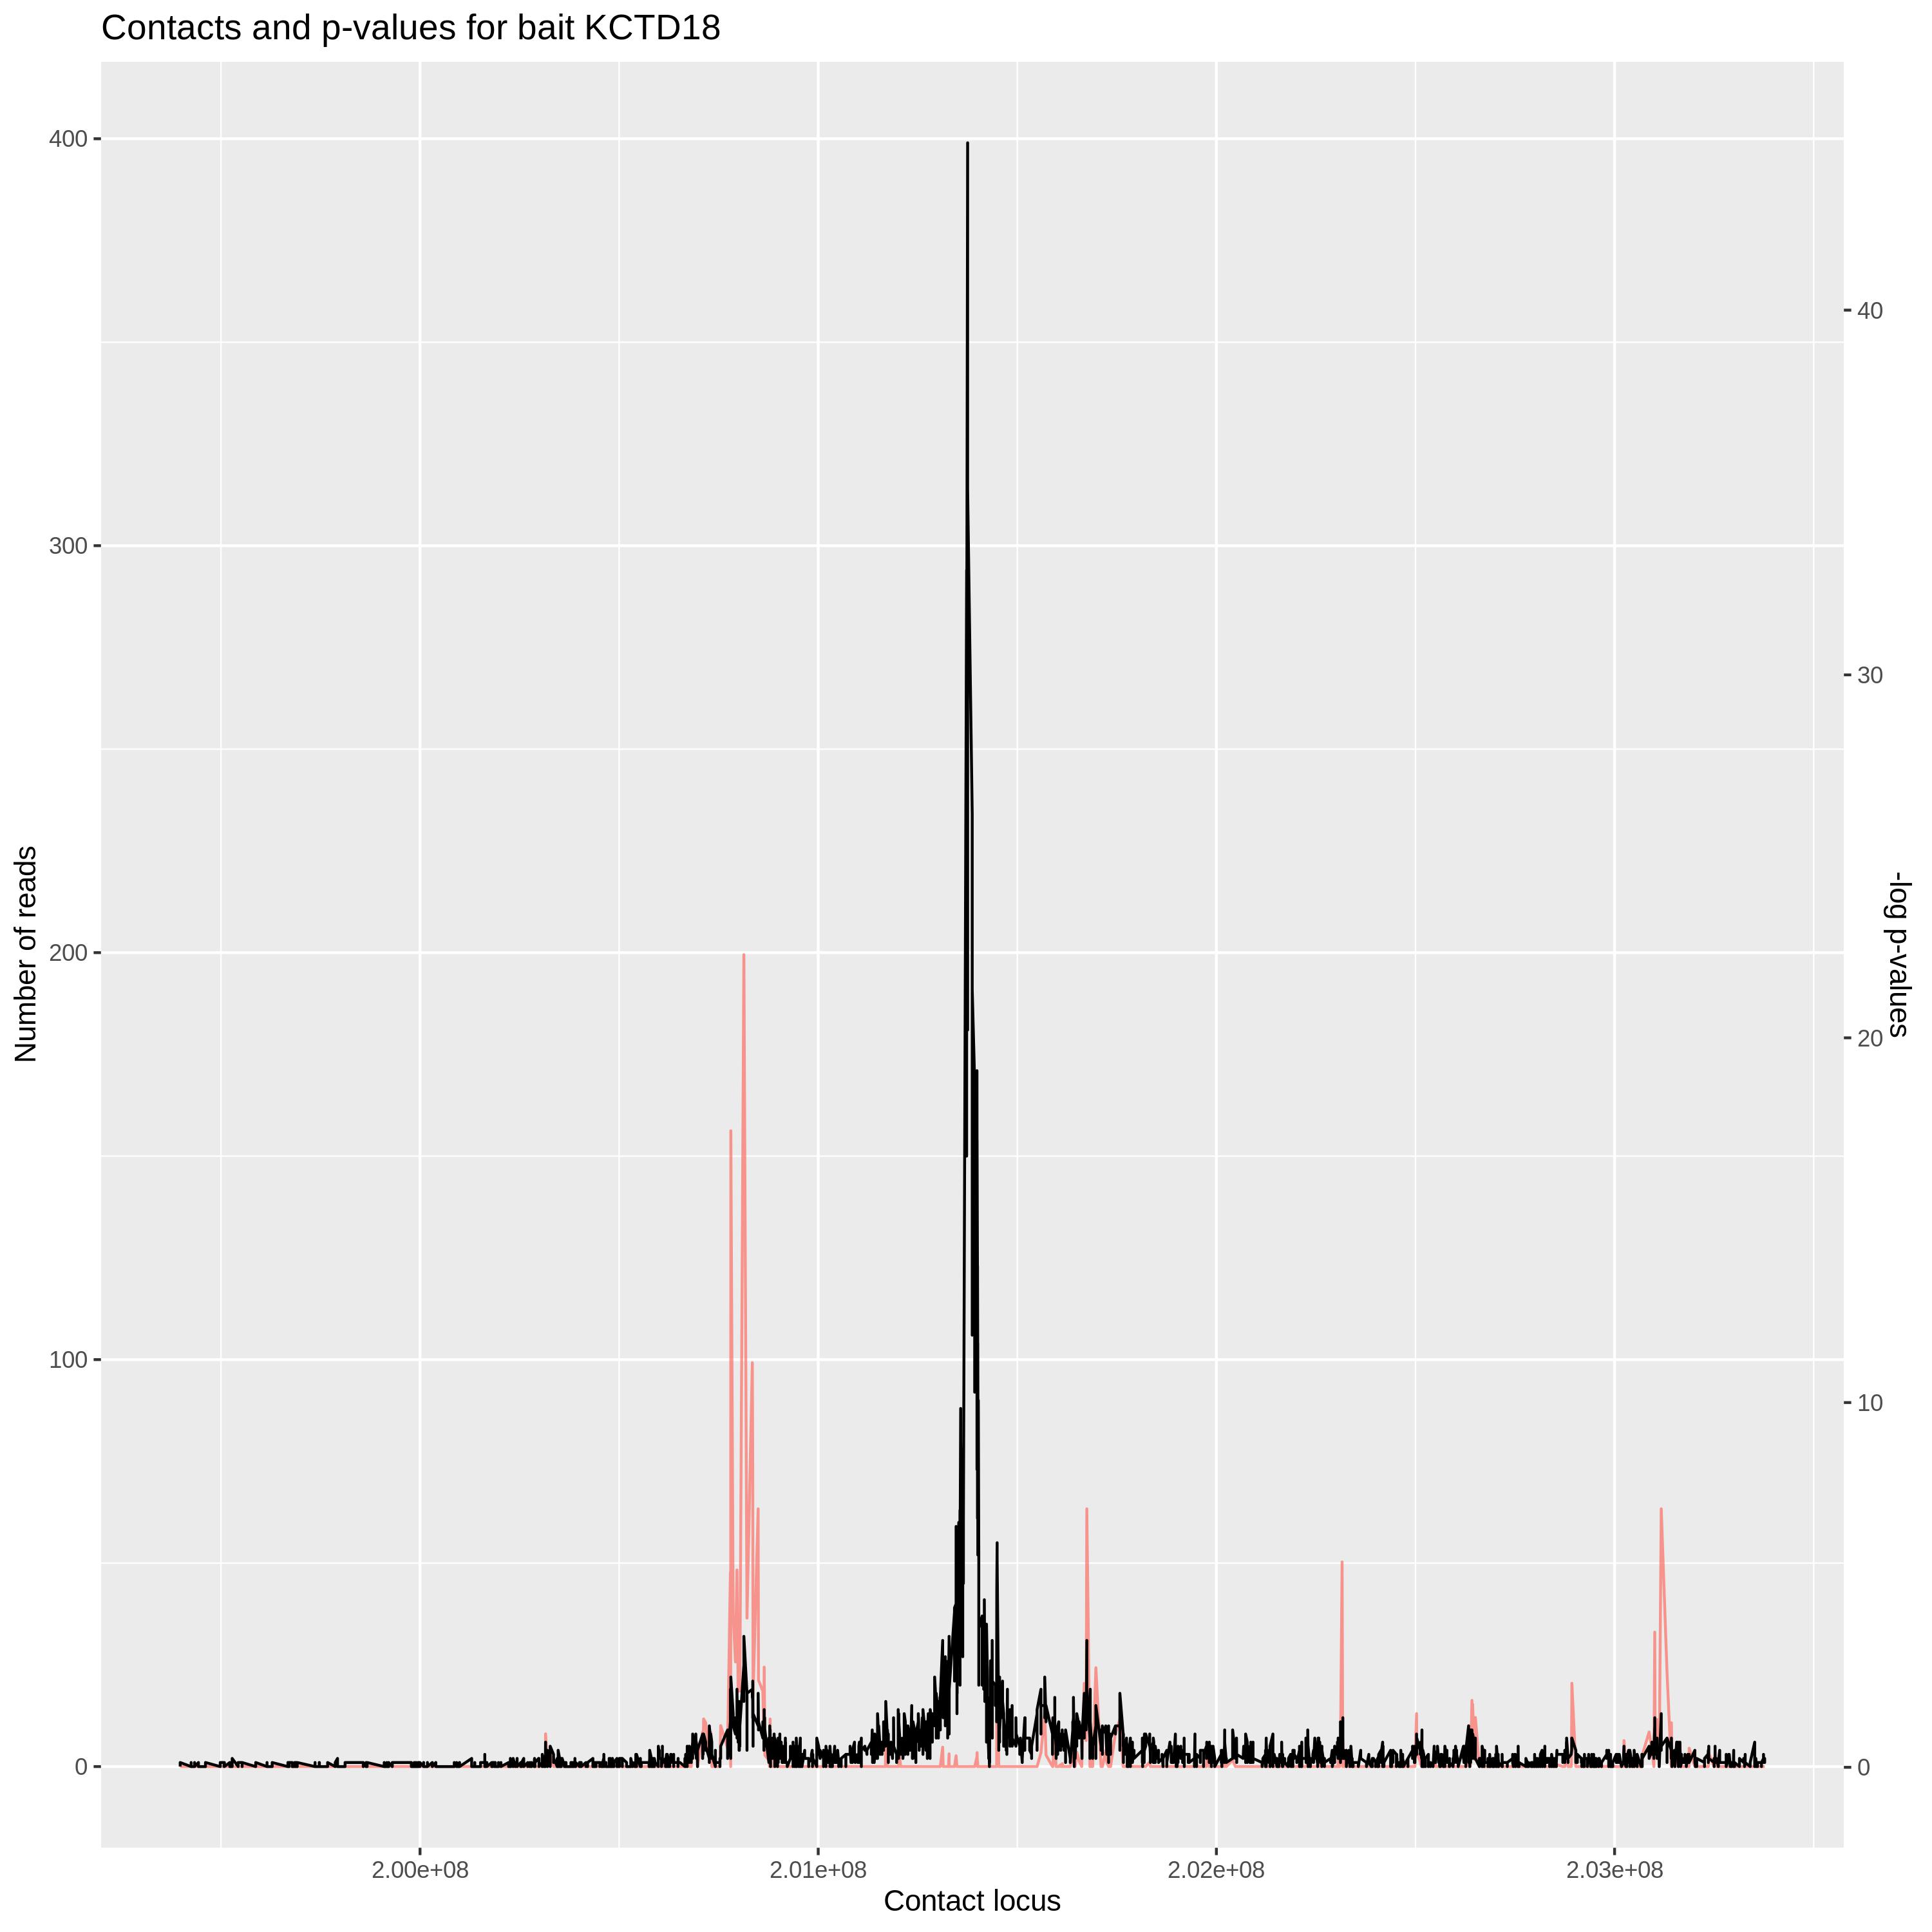 Contacts and p-values for bait KCTD18
Number of reads
400
300
200
100
0
40
30
20
10
0
-log p-values
2.00e+08 2.01e+08 2.02e+08 2.03e+08
Contact locus